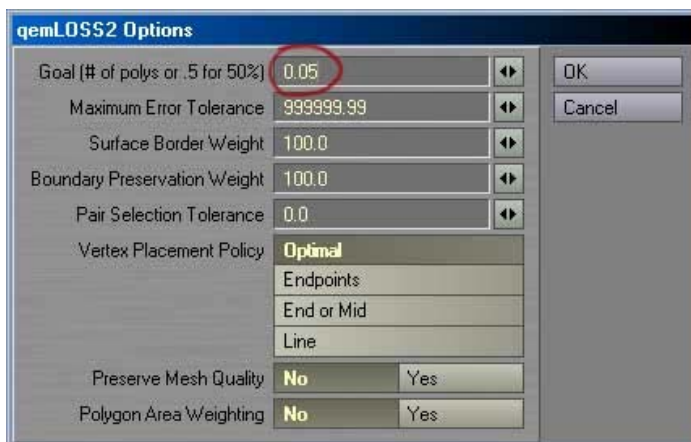 qemLOSS2 Options
Goal (# of polys or .5 for 50%) 0.05
OK
Maximum Error Tolerance 999999.99
Cancel
Surface Border Weight 100.0
Boundary Preservation Weight 100.0
Pair Selection Tolerance 0.0
Vertex Placement Policy Optimal
Endpoints
End or Mid
Line
Preserve Mesh Quality No Yes
Polygon Area Weighting No Yes